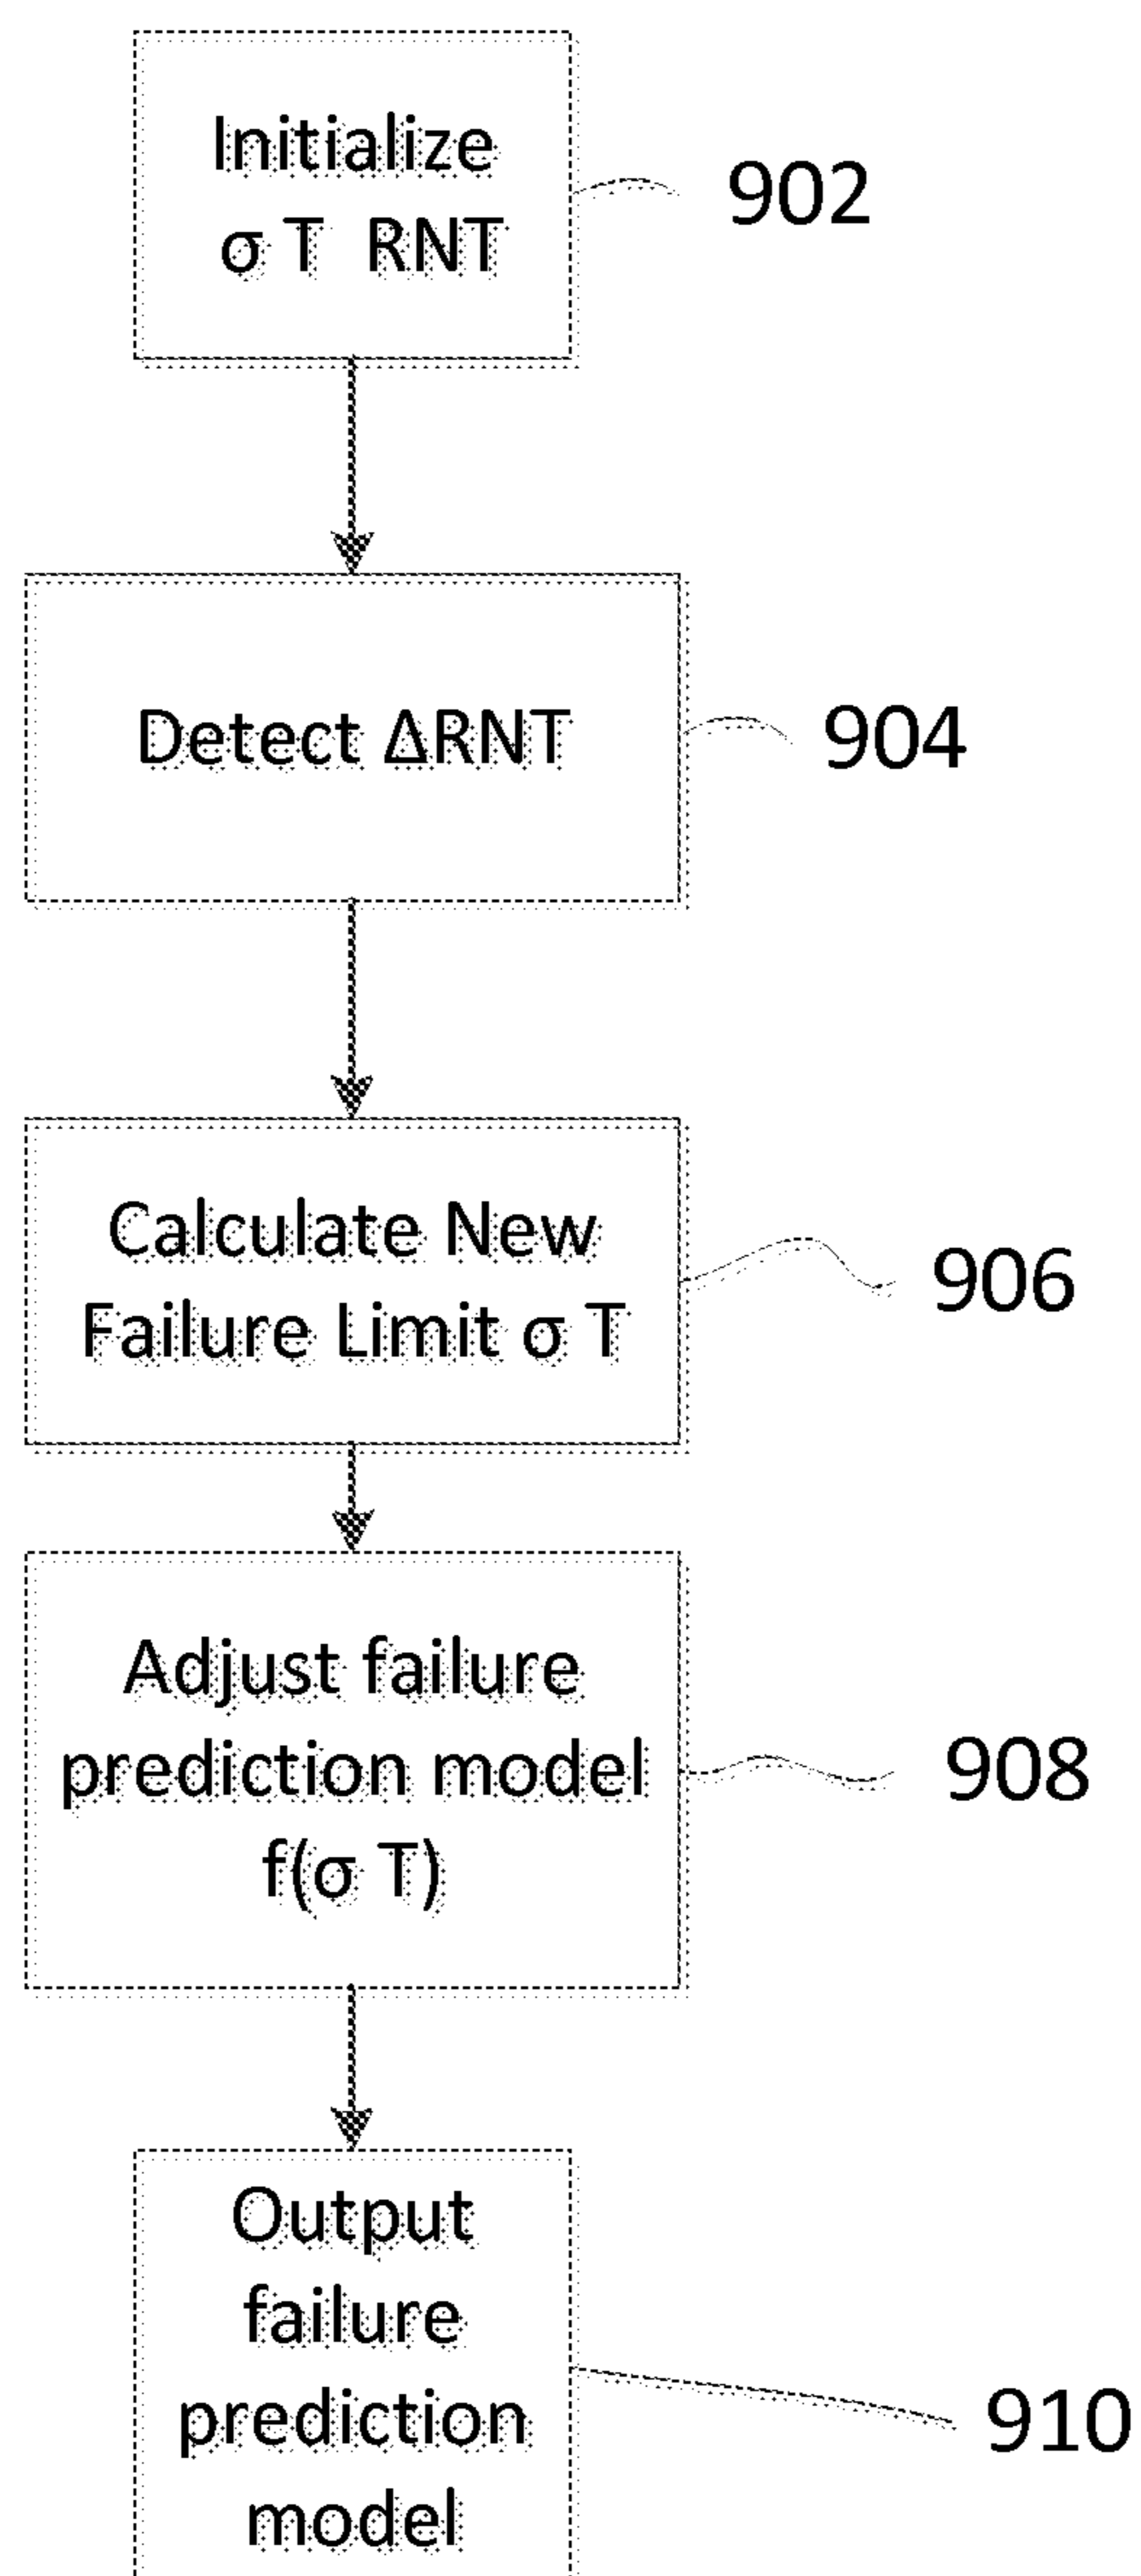 Initialize
σ T RNT
902
Detect ΔRNT
904
Calculate New
Failure Limit σ T
906
Adjust failure
prediction model
f(σ T)
908
Output
failure
prediction
model
910